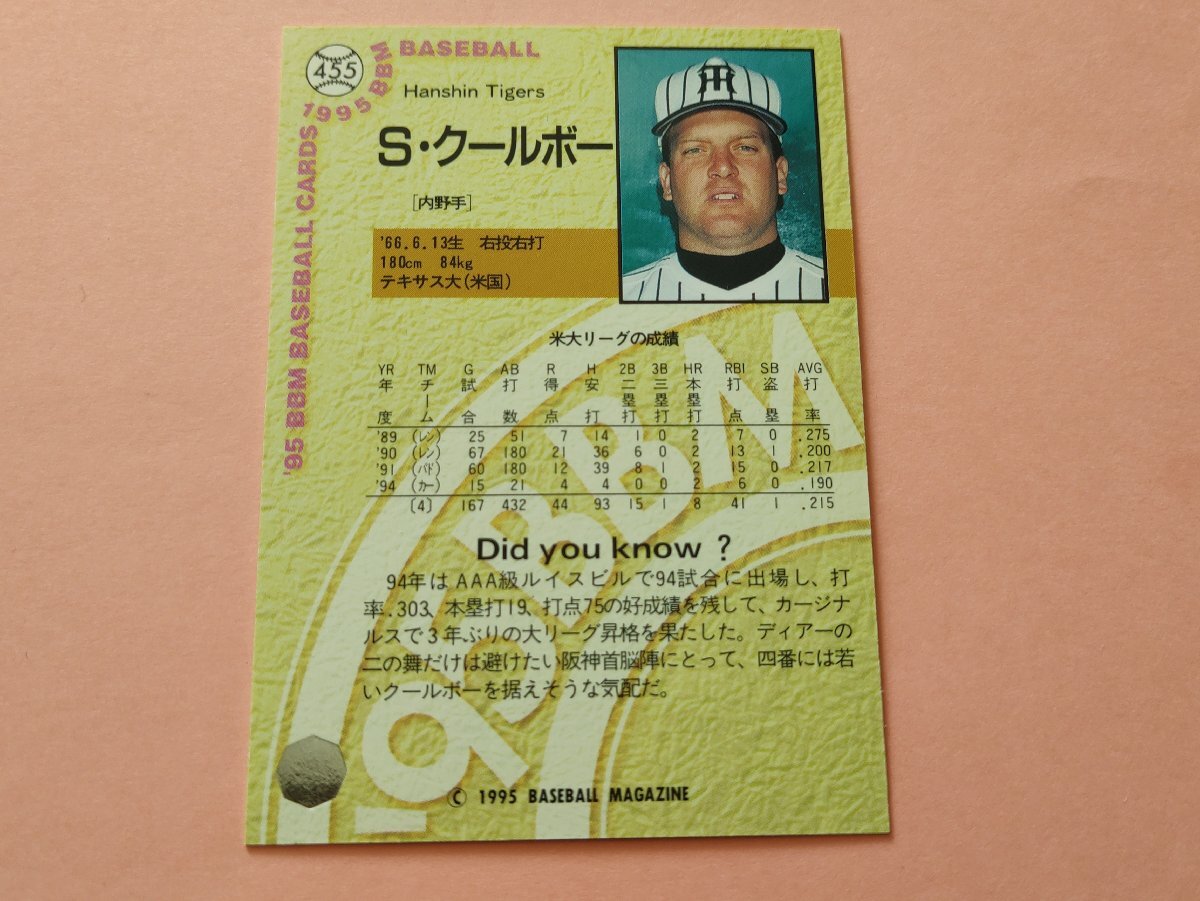 455
'95 BBM BASEBALL CARDS 1995 BBM BASEBALL
Hanshin Tigers
S・クールボー
[内野手]
'66.6.13生 右投右打
180cm 84kg
テキサス大(米国)
米大リーグの成績
YR TM G AB R H 2B 3B HR RBI SB AVG
年度 チーム 試合 打数 得点 安打 二塁打 三塁打 本塁打 打点 盗塁 打率
'89 (レン) 25 51 7 14 1 0 2 7 0 .275
'90 (レン) 67 180 21 36 6 0 2 13 1 .200
'91 (パド) 60 180 12 39 8 1 2 15 0 .217
'94 (カー) 15 21 4 4 0 0 2 6 0 .190
[4] 167 432 44 93 15 1 8 41 1 .215
Did you know ?
94年はAAA級ルイスビルで94試合に出場し、打
率.303、本塁打19、打点75の好成績を残して、カージナ
ルスで3年ぶりの大リーグ昇格を果たした。ディアーの
二の舞だけは避けたい阪神首脳陣にとって、四番には若
いクールボーを据えそうな気配だ。
'95 BBM
© 1995 BASEBALL MAGAZINE